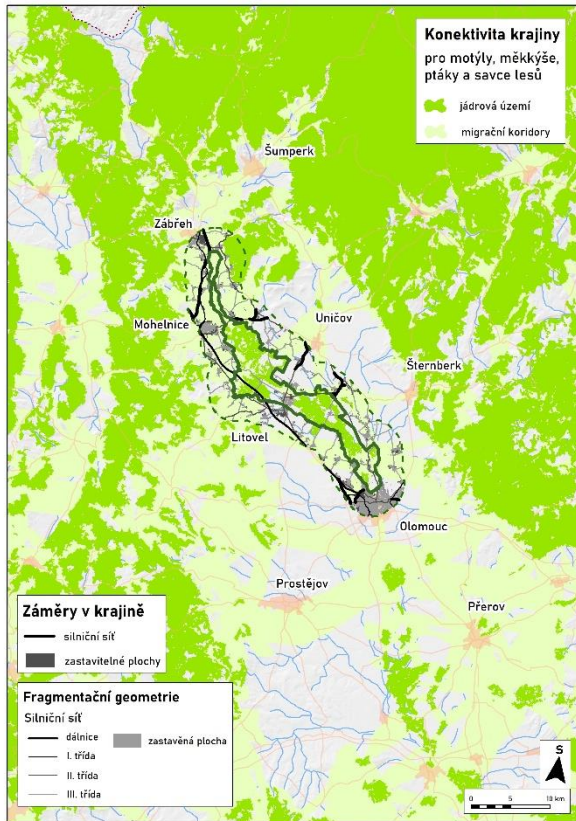 Konektivita krajiny
pro motýly, měkkýše,
ptáky a savce lesů
jádrová území
migrační koridory
Šumperk
Zábřeh
Mohelnice
Uničov
Šternberk
Litovel
Olomouc
Prostějov
Přerov
Záměry v krajině
silniční síť
zastavitelné plochy
Fragmentační geometrie
Silniční síť
dálnice
zastavěná plocha
I. třída
II. třída
III. třída
S
0 5 10 km